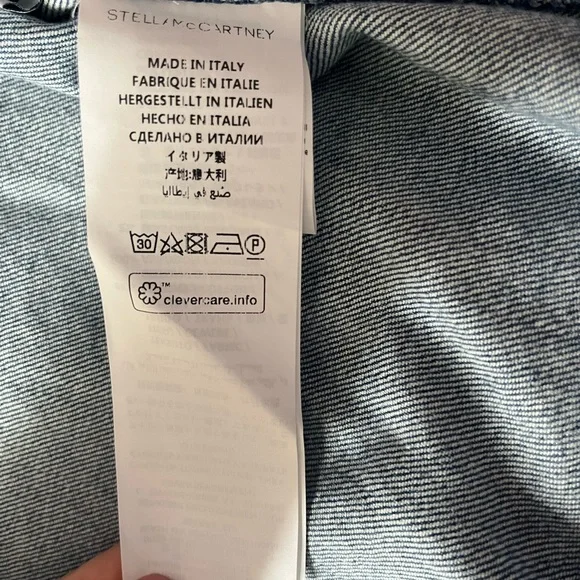 STELLA McCARTNEY
MADE IN ITALY
FABRIQUE EN ITALIE
HERGESTELLT IN ITALIEN
HECHO EN ITALIA
СДЕЛАНО В ИТАЛИИ
イタリア製
产地:意大利
صنع في إيطاليا
30 P
™
clevercare.info